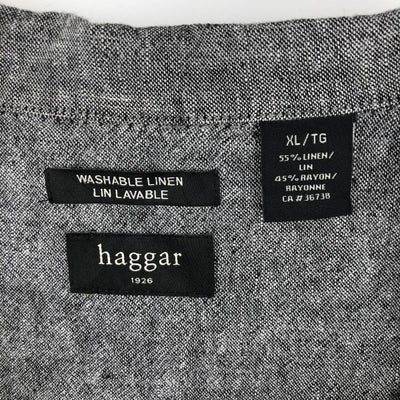 WASHABLE LINEN
LIN LAVABLE
haggar
1926
XL/TG
55% LINEN/
LIN
45% RAYON/
RAYONNE
CA # 36738